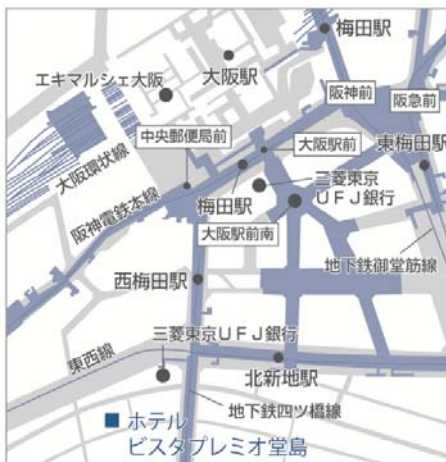 梅田駅
大阪駅
エキマルシェ大阪
阪神前
阪急前
中央郵便局前
大阪駅前
東梅田駅
大阪環状線
梅田駅
三菱東京
UFJ銀行
阪神電鉄本線
大阪駅前南
地下鉄御堂筋線
西梅田駅
三菱東京UFJ銀行
東西線
北新地駅
地下鉄四ツ橋線
ホテル
ビスタプレミオ堂島